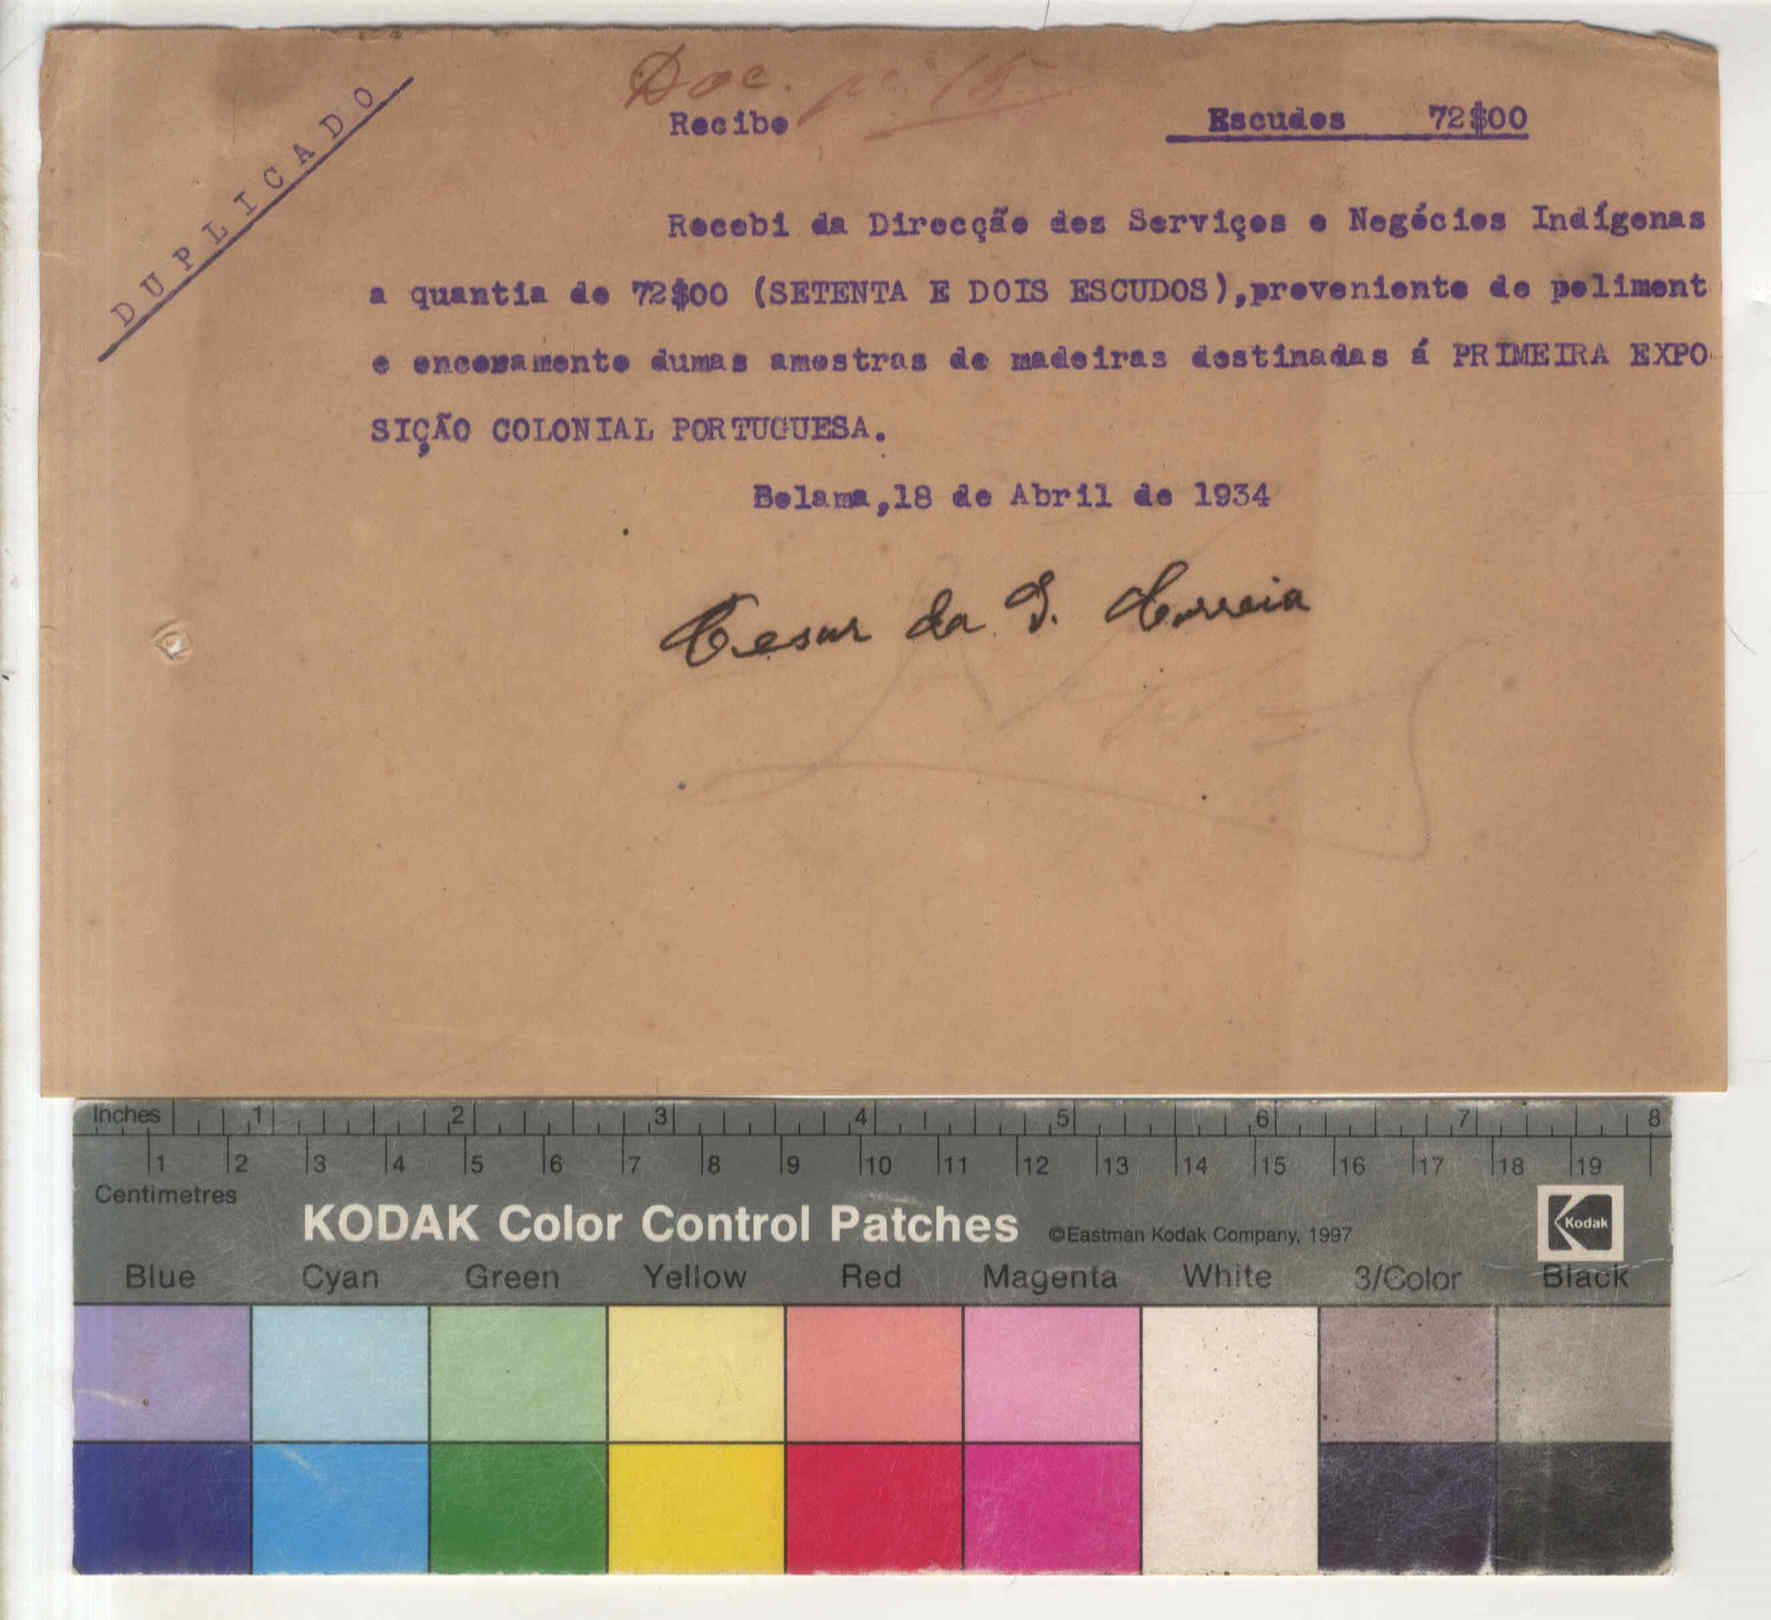 DUPLICADO
Doc. nº 15
Recibo
Escudos 72$00
Recebi da Direcção dos Serviços e Negócios Indígenas
a quantia de 72$00 (SETENTA E DOIS ESCUDOS),proveniente de poliment
e enceramento dumas amostras de madeiras destinadas á PRIMEIRA EXPO
SIÇÃO COLONIAL PORTUGUESA.
Bolama,18 de Abril de 1934
Cesar da S. Correia
Inches 1 2 3 4 5 6 7 8
1 2 3 4 5 6 7 8 9 10 11 12 13 14 15 16 17 18 19
Centimetres
KODAK Color Control Patches ©Eastman Kodak Company, 1997 Kodak
Blue Cyan Green Yellow Red Magenta White 3/Color Black